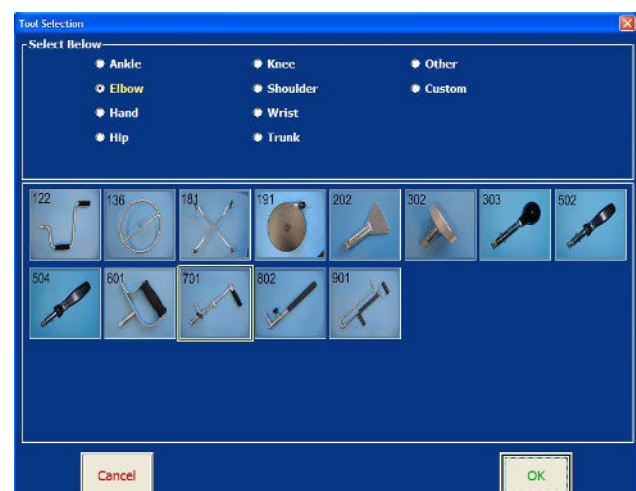 Tool Selection
Select Below
Ankle Knee Other
Elbow Shoulder Custom
Hand Wrist
Hip Trunk
122 136 181 191 202 302 303 502
504 601 701 802 901
Cancel OK